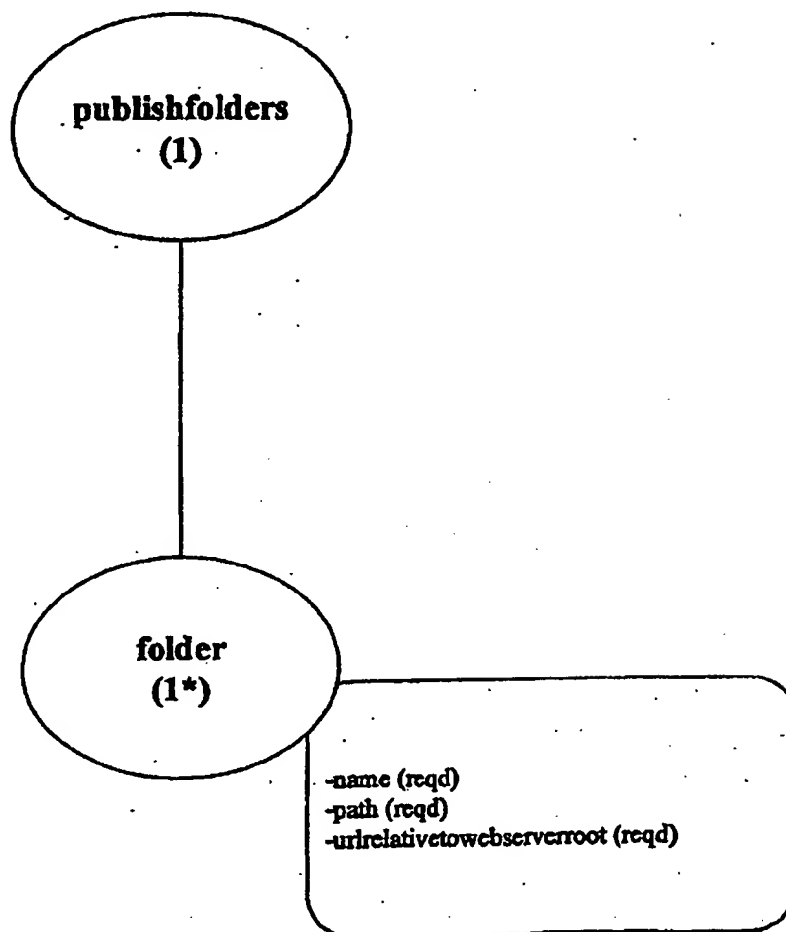 publishfolders
(1)
folder
(1*)
-name (reqd)
-path (reqd)
-urlrelativetowebserverroot (reqd)